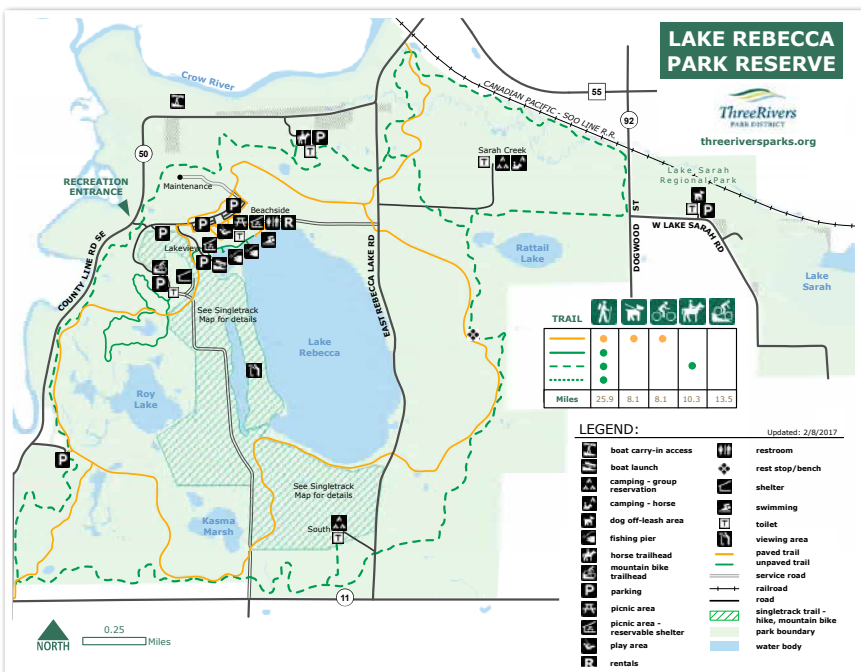 LAKE REBECCA
PARK RESERVE
ThreeRivers
PARK DISTRICT
threeriversparks.org
Crow River
CANADIAN PACIFIC - SOO LINE R.R.
55
92
50
Sarah Creek
T
P
T
Maintenance
RECREATION
ENTRANCE
Lake Sarah
Regional Park
T
P
W LAKE SARAH RD
DOGWOOD ST
Lake
Sarah
Rattail
Lake
EAST REBECCA LAKE RD
COUNTY LINE RD SE
P
P
P
Beachside
R
T
Lakeview
P
P
T
See Singletrack
Map for details
Lake
Rebecca
Roy
Lake
P
See Singletrack
Map for details
Kasma
Marsh
South
T
11
TRAIL
Miles 25.9 8.1 8.1 10.3 13.5
LEGEND:
Updated: 2/8/2017
boat carry-in access
boat launch
camping - group
reservation
camping - horse
dog off-leash area
fishing pier
horse trailhead
mountain bike
trailhead
P parking
picnic area
picnic area -
reservable shelter
play area
R rentals
restroom
rest stop/bench
shelter
swimming
T toilet
viewing area
paved trail
unpaved trail
service road
railroad
road
singletrack trail -
hike, mountain bike
park boundary
water body
NORTH
0.25
Miles